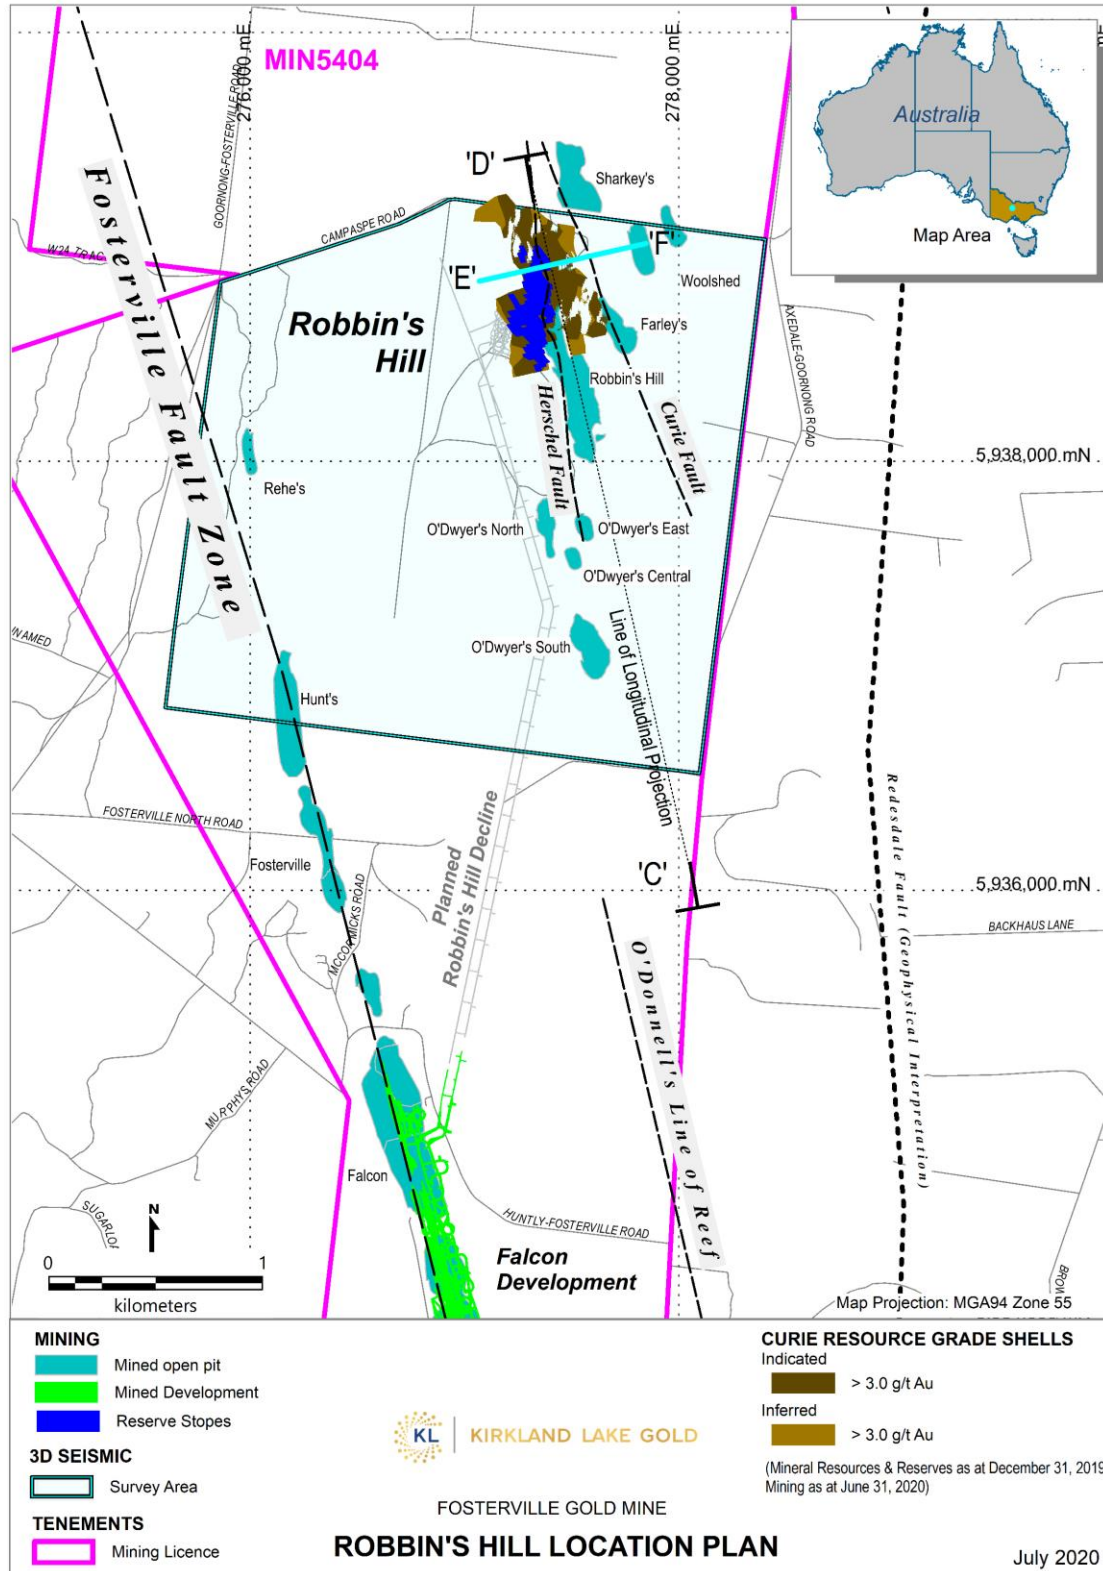 MIN5404
276,000 mE
278,000 mE
Australia
Map Area
GOORNONG-FOSTERVILLE ROAD
CAMPASPE ROAD
W24 TRAC
Fosterville Fault Zone
'D'
Sharkey's
'E'
'F'
Woolshed
Robbin's
Hill
Farley's
Robbin's Hill
AXEDALE-GOORNONG ROAD
Herschel Fault
Curie Fault
5,938,000 mN
Rehe's
O'Dwyer's North
O'Dwyer's East
O'Dwyer's Central
O'Dwyer's South
Line of Longitudinal Projection
NAMED
Hunt's
FOSTERVILLE NORTH ROAD
Fosterville
MCCORMICKS ROAD
Planned
Robbin's Hill Decline
'C'
5,936,000 mN
BACKHAUS LANE
Redesdale Fault (Geophysical Interpretation)
O'Donnell's Line of Reef
MURPHYS ROAD
Falcon
SUGARLOF
HUNTLY-FOSTERVILLE ROAD
Falcon
Development
BROW
N
0 1
kilometers
Map Projection: MGA94 Zone 55
MINING
Mined open pit
Mined Development
Reserve Stopes
3D SEISMIC
Survey Area
TENEMENTS
Mining Licence
KL KIRKLAND LAKE GOLD
FOSTERVILLE GOLD MINE
ROBBIN'S HILL LOCATION PLAN
CURIE RESOURCE GRADE SHELLS
Indicated
> 3.0 g/t Au
Inferred
> 3.0 g/t Au
(Mineral Resources & Reserves as at December 31, 2019
Mining as at June 31, 2020)
July 2020